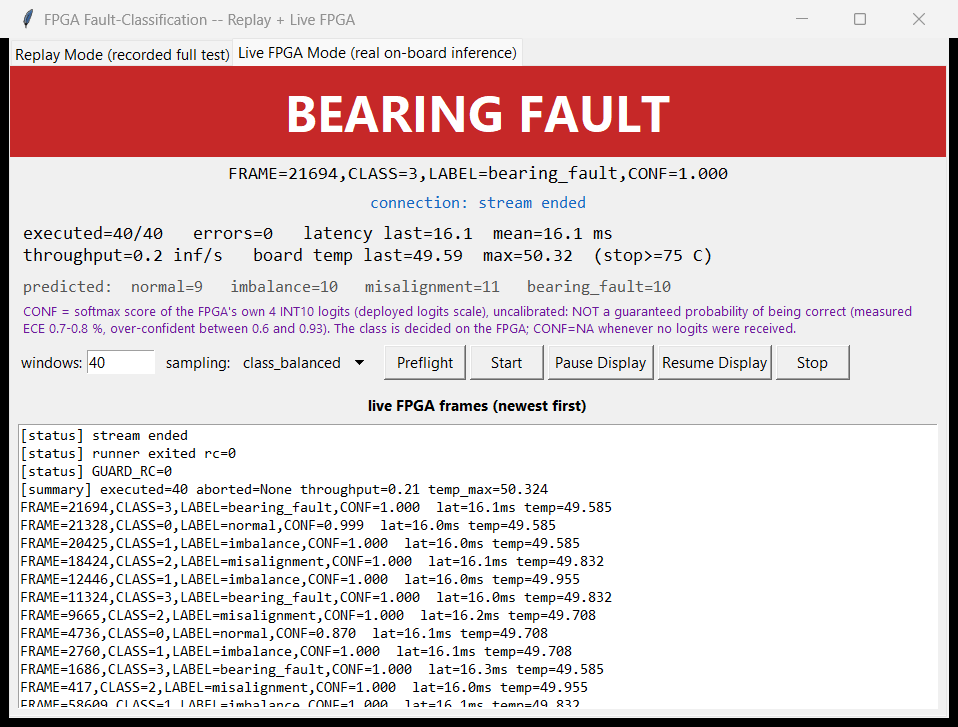 FPGA Fault-Classification -- Replay + Live FPGA
Replay Mode (recorded full test) Live FPGA Mode (real on-board inference)
BEARING FAULT
FRAME=21694,CLASS=3,LABEL=bearing_fault,CONF=1.000
connection: stream ended
executed=40/40 errors=0 latency last=16.1 mean=16.1 ms
throughput=0.2 inf/s board temp last=49.59 max=50.32 (stop>=75 C)
predicted: normal=9 imbalance=10 misalignment=11 bearing_fault=10
CONF = softmax score of the FPGA's own 4 INT10 logits (deployed logits scale), uncalibrated: NOT a guaranteed probability of being correct (measured
ECE 0.7-0.8 %, over-confident between 0.6 and 0.93). The class is decided on the FPGA; CONF=NA whenever no logits were received.
windows: 40 sampling: class_balanced Preflight Start Pause Display Resume Display Stop
live FPGA frames (newest first)
[status] stream ended
[status] runner exited rc=0
[status] GUARD_RC=0
[summary] executed=40 aborted=None throughput=0.21 temp_max=50.324
FRAME=21694,CLASS=3,LABEL=bearing_fault,CONF=1.000 lat=16.1ms temp=49.585
FRAME=21328,CLASS=0,LABEL=normal,CONF=0.999 lat=16.0ms temp=49.585
FRAME=20425,CLASS=1,LABEL=imbalance,CONF=1.000 lat=16.0ms temp=49.585
FRAME=18424,CLASS=2,LABEL=misalignment,CONF=1.000 lat=16.1ms temp=49.832
FRAME=12446,CLASS=1,LABEL=imbalance,CONF=1.000 lat=16.0ms temp=49.955
FRAME=11324,CLASS=3,LABEL=bearing_fault,CONF=1.000 lat=16.0ms temp=49.832
FRAME=9665,CLASS=2,LABEL=misalignment,CONF=1.000 lat=16.2ms temp=49.708
FRAME=4736,CLASS=0,LABEL=normal,CONF=0.870 lat=16.1ms temp=49.708
FRAME=2760,CLASS=1,LABEL=imbalance,CONF=1.000 lat=16.1ms temp=49.708
FRAME=1686,CLASS=3,LABEL=bearing_fault,CONF=1.000 lat=16.3ms temp=49.585
FRAME=417,CLASS=2,LABEL=misalignment,CONF=1.000 lat=16.0ms temp=49.955
FRAME=58609,CLASS=1,LABEL=imbalance,CONF=1.000 lat=16.1ms temp=49.832